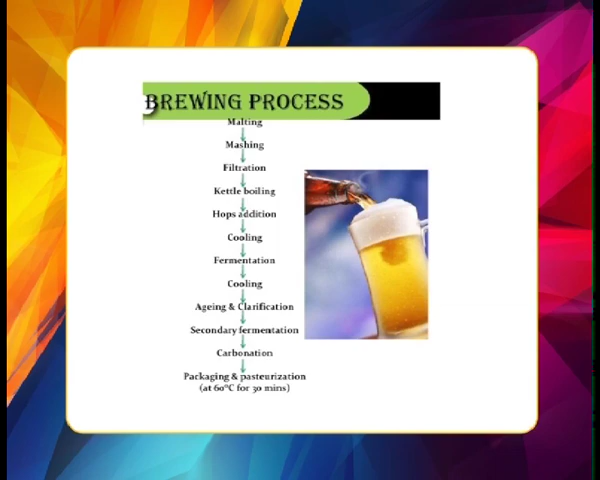 BREWING PROCESS
Malting
Mashing
Filtration
Kettle boiling
Hops addition
Cooling
Fermentation
Cooling
Ageing & Clarification
Secondary fermentation
Carbonation
Packaging & pasteurization
(at 60°C for 30 mins)